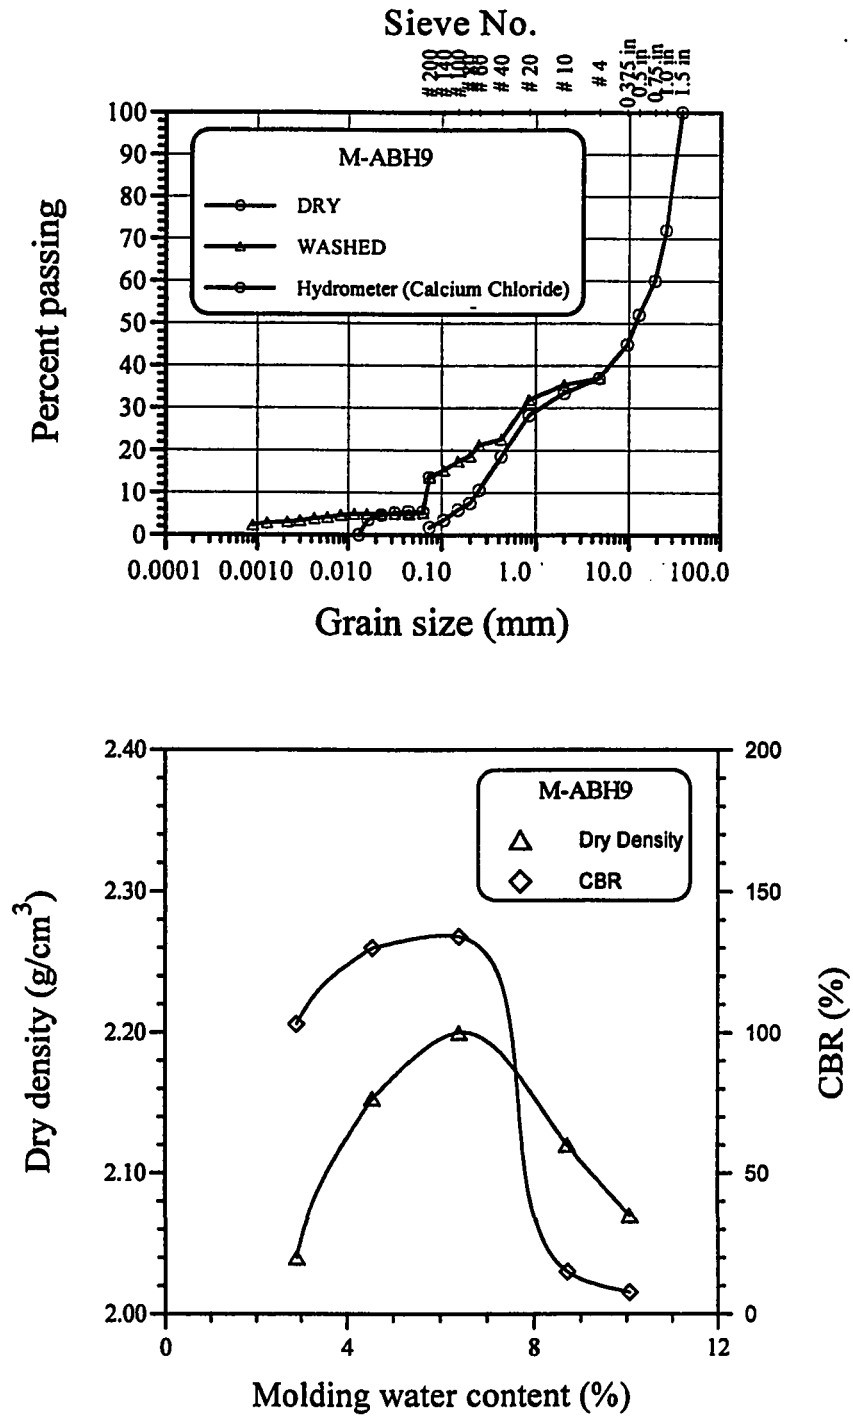 Sieve No.
# 200
# 140
# 100
# 60
# 40
# 20
# 10
# 4
0.375 in
0.5 in
0.75 in
1.0 in
1.5 in
100
90
80
70
60
50
40
30
20
10
0
Percent passing
M-ABH9
DRY
WASHED
Hydrometer (Calcium Chloride)
0.0001 0.0010 0.010 0.10 1.0 10.0 100.0
Grain size (mm)
2.40
2.30
2.20
2.10
2.00
Dry density (g/cm³)
M-ABH9
Dry Density
CBR
200
150
100
50
0
CBR (%)
0 4 8 12
Molding water content (%)